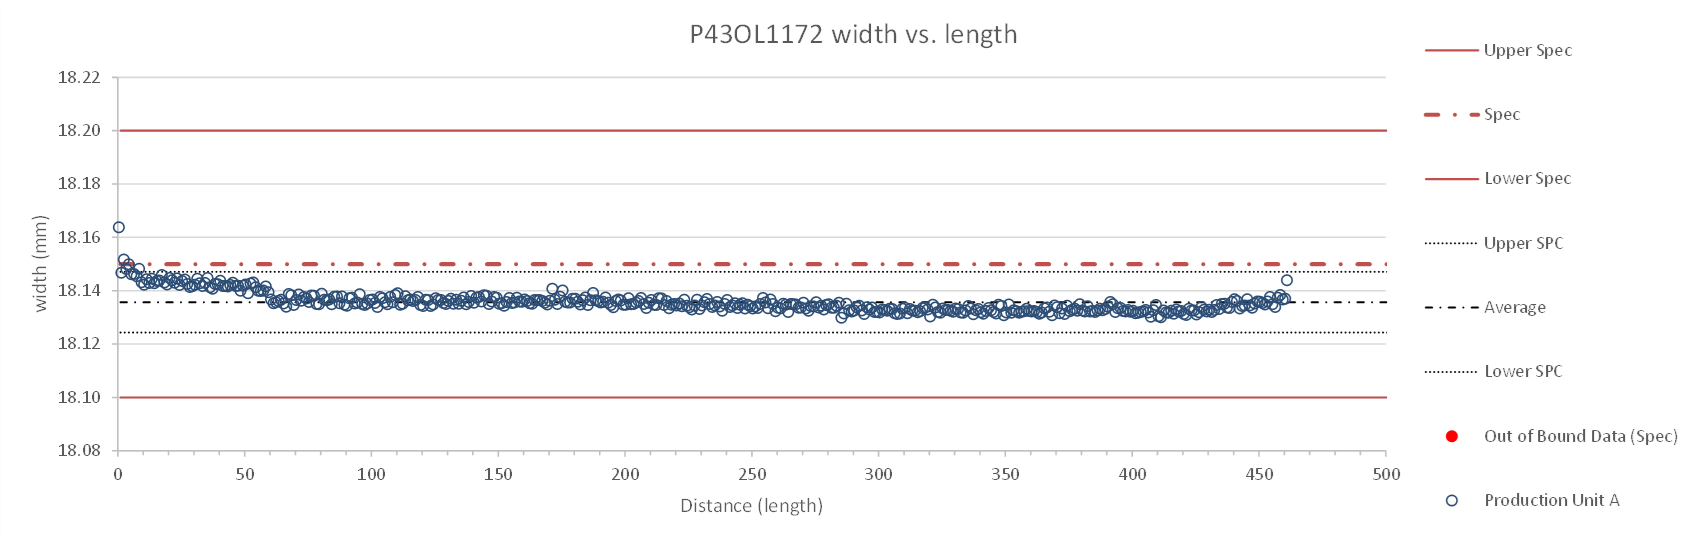 P43OL1172 width vs. length
18.22
18.20
18.18
18.16
18.14
18.12
18.10
18.08
width (mm)
0 50 100 150 200 250 300 350 400 450 500
Distance (length)
Upper Spec
Spec
Lower Spec
Upper SPC
Average
Lower SPC
Out of Bound Data (Spec)
Production Unit A